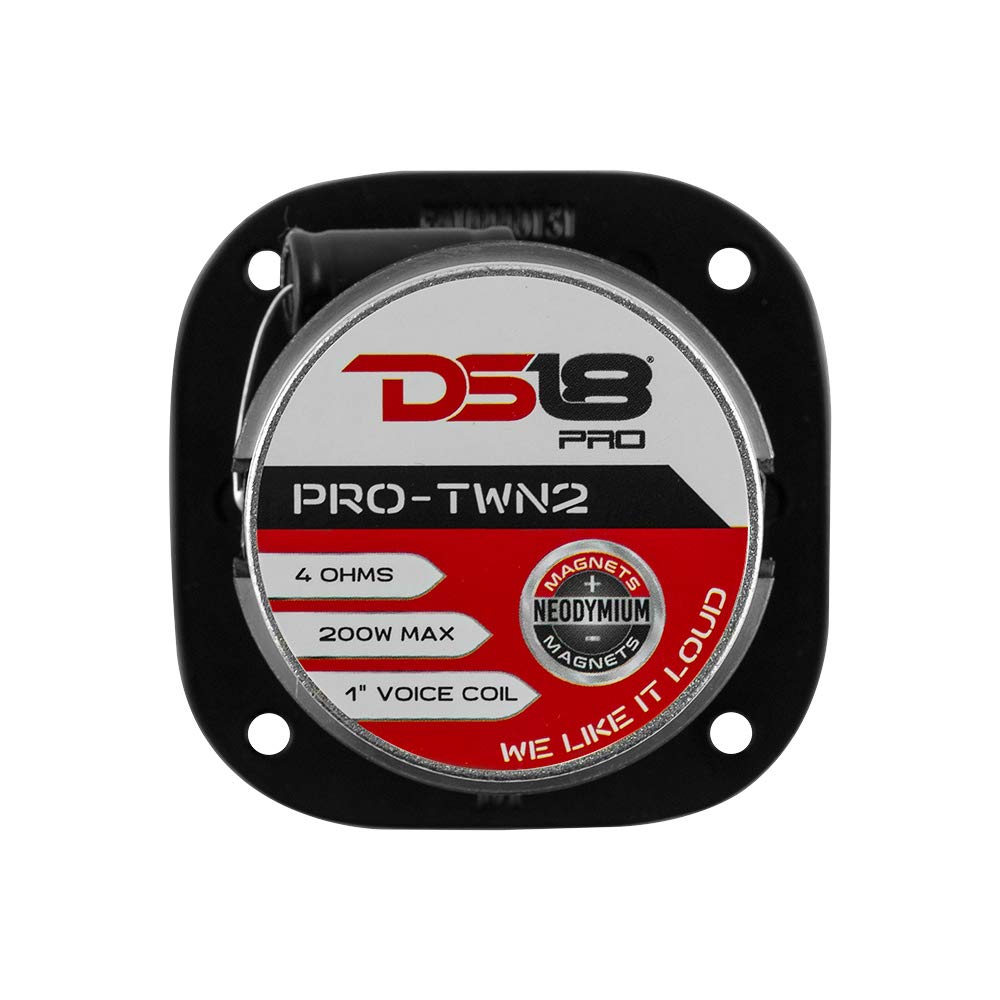 DS18®
PRO
PRO-TWN2
4 OHMS
200W MAX
1" VOICE COIL
MAGNETS
+
NEODYMIUM
-
MAGNETS
WE LIKE IT LOUD